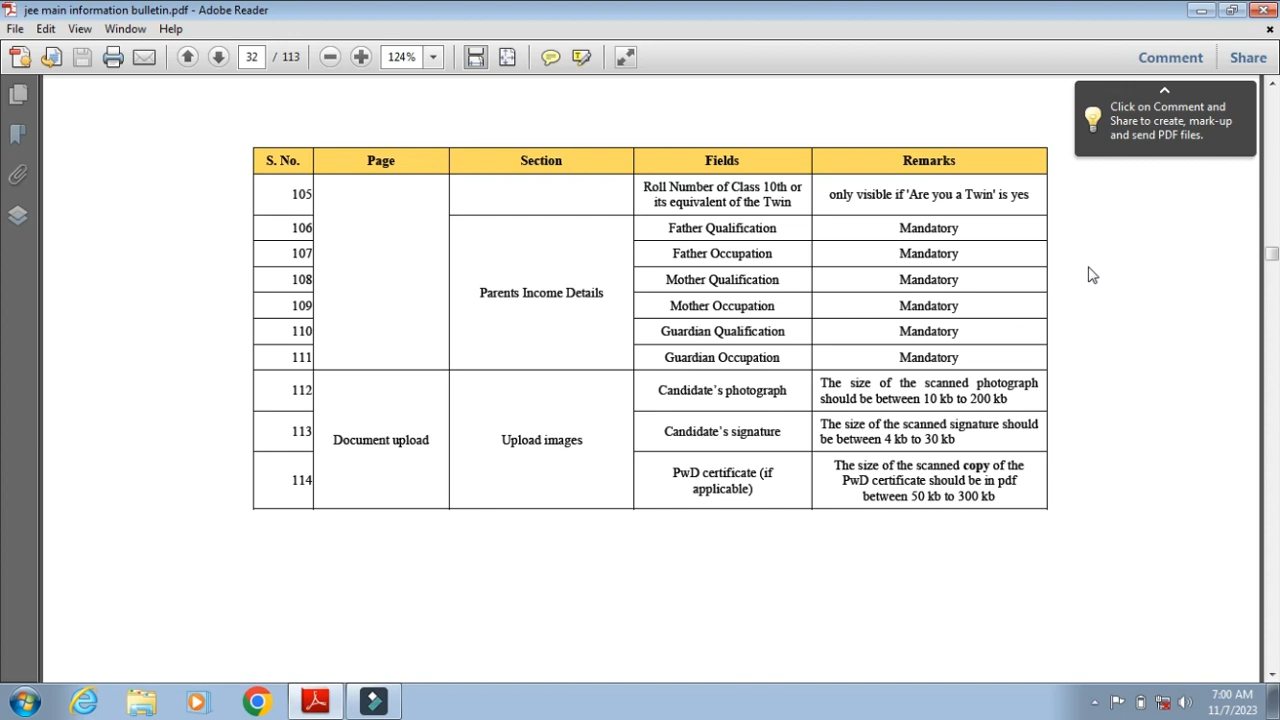 jee main information bulletin.pdf - Adobe Reader
File Edit View Window Help
32 / 113 124% Comment Share
Click on Comment and
Share to create, mark-up
and send PDF files.
S. No. Page Section Fields Remarks
105 Roll Number of Class 10th or
its equivalent of the Twin only visible if 'Are you a Twin' is yes
106 Father Qualification Mandatory
107 Father Occupation Mandatory
108 Mother Qualification Mandatory
Parents Income Details
109 Mother Occupation Mandatory
110 Guardian Qualification Mandatory
111 Guardian Occupation Mandatory
112 Candidate's photograph The size of the scanned photograph
should be between 10 kb to 200 kb
113 Candidate's signature The size of the scanned signature should
be between 4 kb to 30 kb
Document upload Upload images
114 PwD certificate (if
applicable) The size of the scanned copy of the
PwD certificate should be in pdf
between 50 kb to 300 kb
7:00 AM
11/7/2023